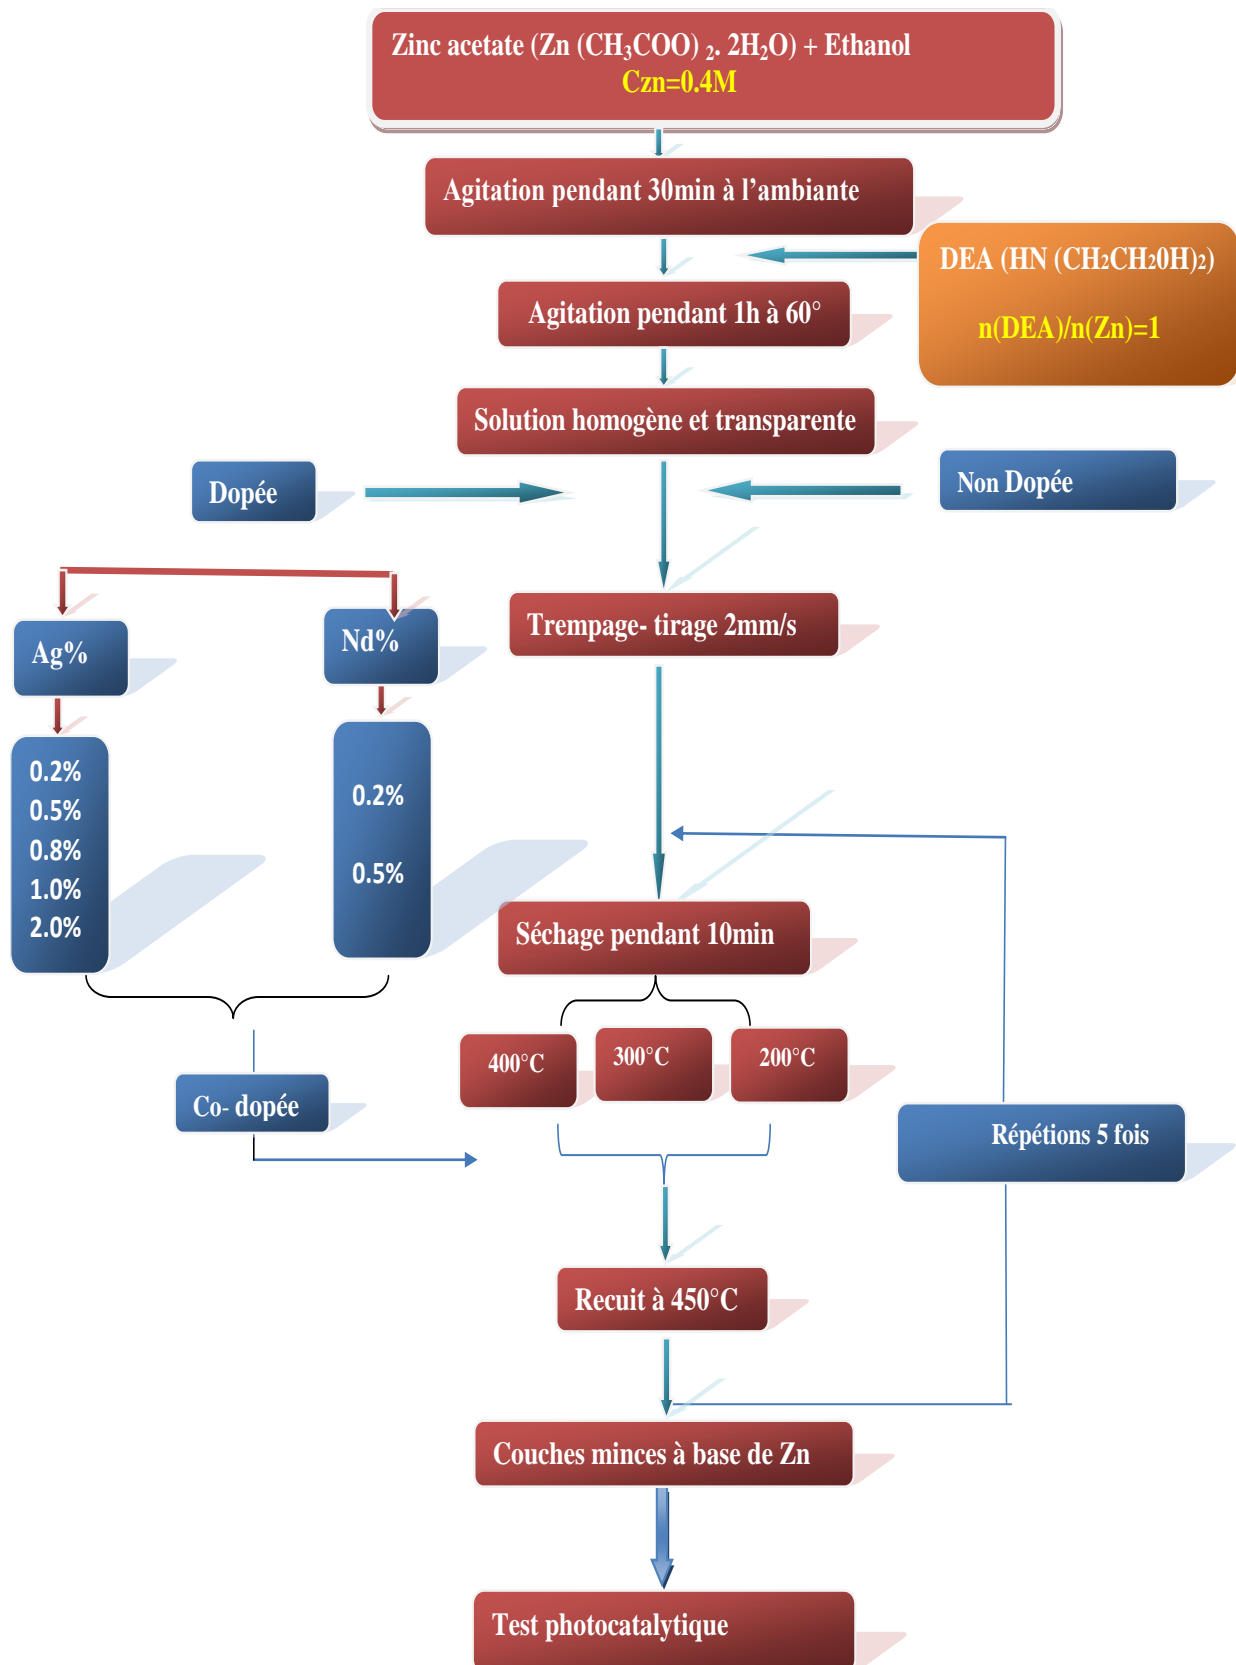 Zinc acetate (Zn (CH₃COO) ₂. 2H₂O) + Ethanol
Czn=0.4M
Agitation pendant 30min à l’ambiante
DEA (HN (CH₂CH₂0H)₂)
n(DEA)/n(Zn)=1
Agitation pendant 1h à 60°
Solution homogène et transparente
Dopée
Non Dopée
Trempage- tirage 2mm/s
Ag%
Nd%
0.2%
0.5%
0.8%
1.0%
2.0%
0.2%
0.5%
Séchage pendant 10min
400°C
300°C
200°C
Co- dopée
Répétions 5 fois
Recuit à 450°C
Couches minces à base de Zn
Test photocatalytique